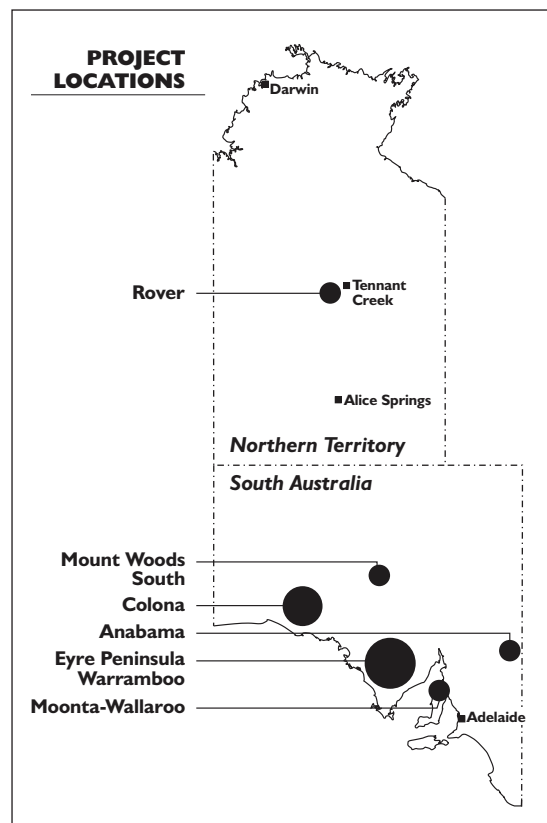 PROJECT
LOCATIONS
Darwin
Rover
Tennant
Creek
Alice Springs
Northern Territory
South Australia
Mount Woods
South
Colona
Anabama
Eyre Peninsula
Warramboo
Moonta-Wallaroo
Adelaide